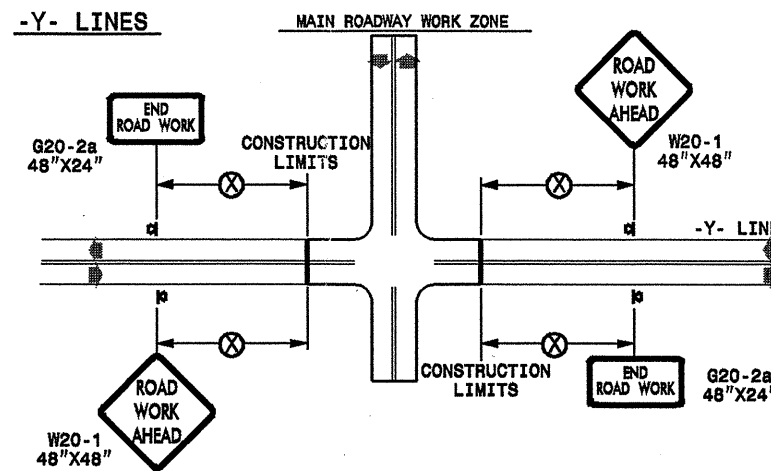 -Y- LINES
MAIN ROADWAY WORK ZONE
END
ROAD WORK
G20-2a
48"X24"
CONSTRUCTION
LIMITS
X
X
ROAD
WORK
AHEAD
W20-1
48"X48"
-Y- LINE
X
X
ROAD
WORK
AHEAD
W20-1
48"X48"
CONSTRUCTION
LIMITS
END
ROAD WORK
G20-2a
48"X24"